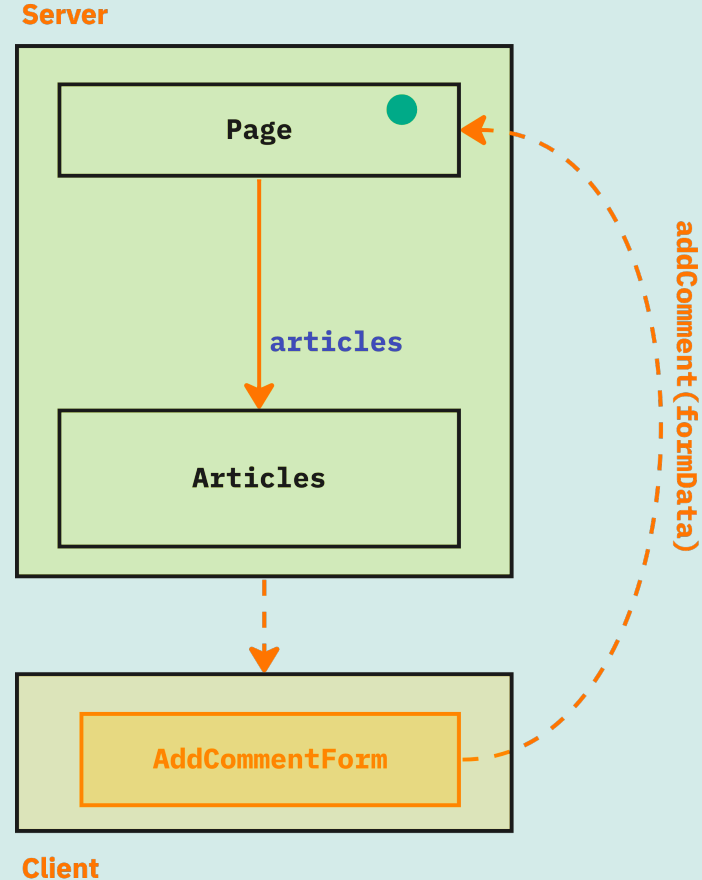 Server
Page
articles
addComment(formData)
Articles
AddCommentForm
Client